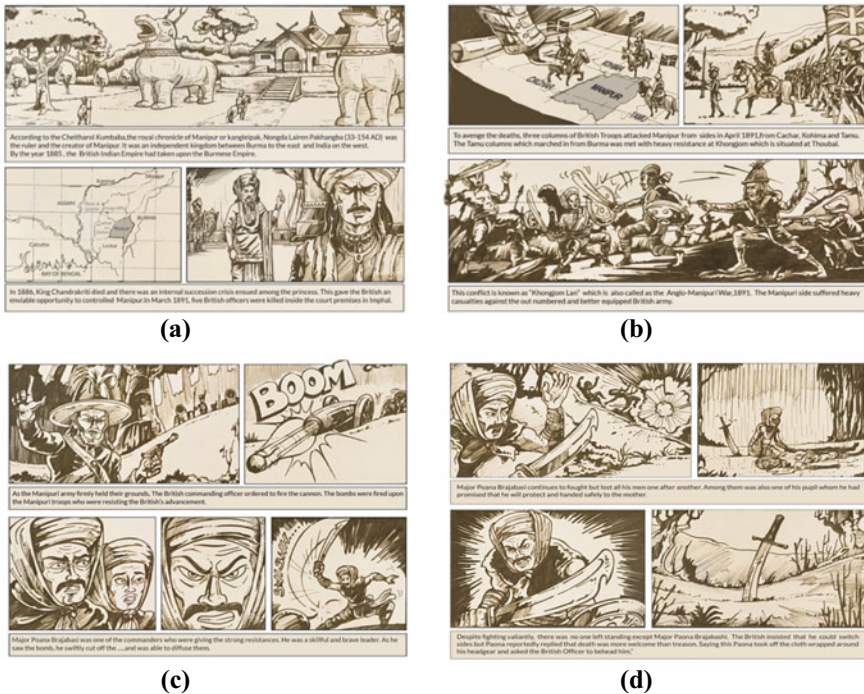 According to the Cheitharol Kumbaba,the royal chronicle of Manipur or kangleipak, Nongda Lairen Pakhangba (33-154 AD) was
the ruler and the creator of Manipur. It was an independent kingdom between Burma to the east and India on the west.
By the year 1885 , the British Indian Empire had taken upon the Burmese Empire.
ASSAM
BURMA
Manipur
Calcutta
BAY OF BENGAL
In 1886, King Chandrakriti died and there was an internal succession crisis ensued among the princess. This gave the British an
enviable opportunity to controlled Manipur.In March 1891, five British officers were killed inside the court premises in Imphal.
(a)
KOHIMA
CACHAR
MANIPUR
To avenge the deaths, three columns of British Troops attacked Manipur from sides in April 1891,from Cachar, Kohima and Tamu.
The Tamu columns which marched in from Burma was met with heavy resistance at Khongjom which is situated at Thoubal.
This conflict is known as "Khongjom Lan" which is also called as the Anglo-Manipuri War,1891. The Manipuri side suffered heavy
casualties against the out numbered and better equipped British army.
(b)
BOOM
As the Manipuri army firmly held their grounds, The British commanding officer ordered to fire the cannon. The bombs were fired upon
the Manipuri troops who were resisting the British's advancement.
Major Poana Brajabasi was one of the commanders who were giving the strong resistances. He was a skillful and brave leader. As he
saw the bomb, he swiftly cut off the ....and was able to diffuse them.
(c)
Major Poana Brajabasi continues to fought but lost all his men one after another. Among them was also one of his pupil whom he had
promised that he will protect and handed safely to the mother.
Despite fighting valiantly, there was no one left standing except Major Paona Brajabashi. The British insisted that he could switch
sides but Paona reportedly replied that death was more welcome than treason. Saying this Paona took off the cloth wrapped around
his headgear and asked the British Officer to behead him."
(d)